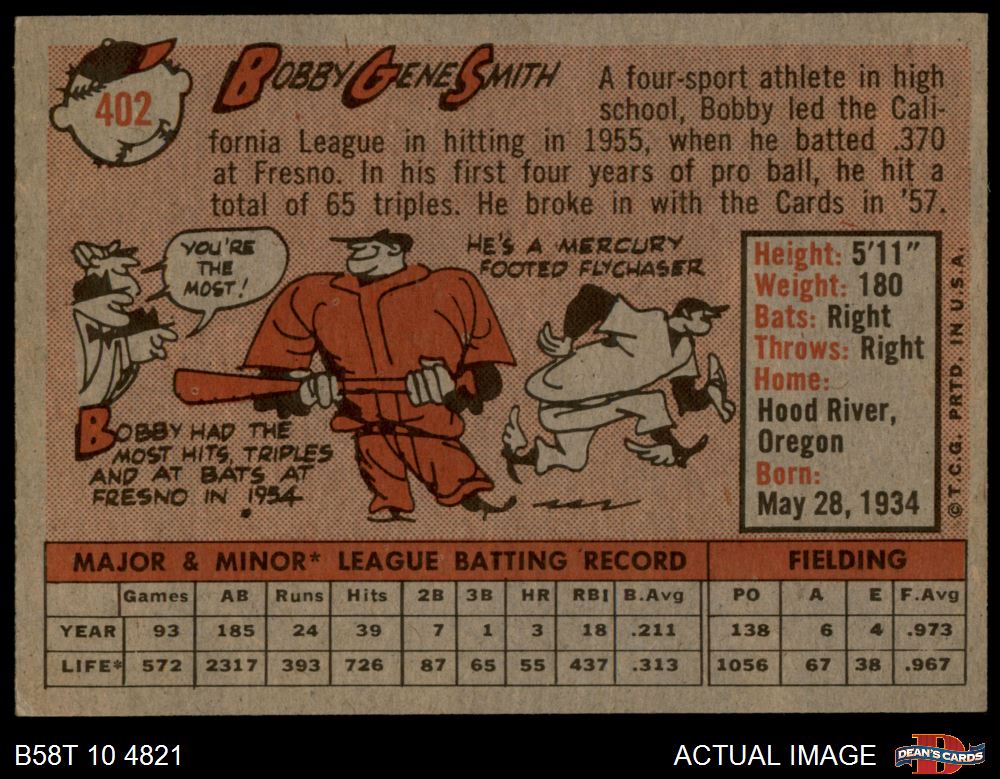 402
BOBBY GENE SMITH
A four-sport athlete in high
school, Bobby led the Cali-
fornia League in hitting in 1955, when he batted .370
at Fresno. In his first four years of pro ball, he hit a
total of 65 triples. He broke in with the Cards in '57.
YOU'RE
THE
MOST!
HE'S A MERCURY
FOOTED FLYCHASER
BOBBY HAD THE
MOST HITS, TRIPLES
AND AT BATS AT
FRESNO IN 1954
Height: 5'11"
Weight: 180
Bats: Right
Throws: Right
Home:
Hood River,
Oregon
Born:
May 28, 1934
©T.C.G. PRTD. IN U.S.A.
MAJOR & MINOR* LEAGUE BATTING RECORD FIELDING
Games AB Runs Hits 2B 3B HR RBI B.Avg PO A E F.Avg
YEAR 93 185 24 39 7 1 3 18 .211 138 6 4 .973
LIFE* 572 2317 393 726 87 65 55 437 .313 1056 67 38 .967
B58T 10 4821 ACTUAL IMAGE DEAN'S CARDS